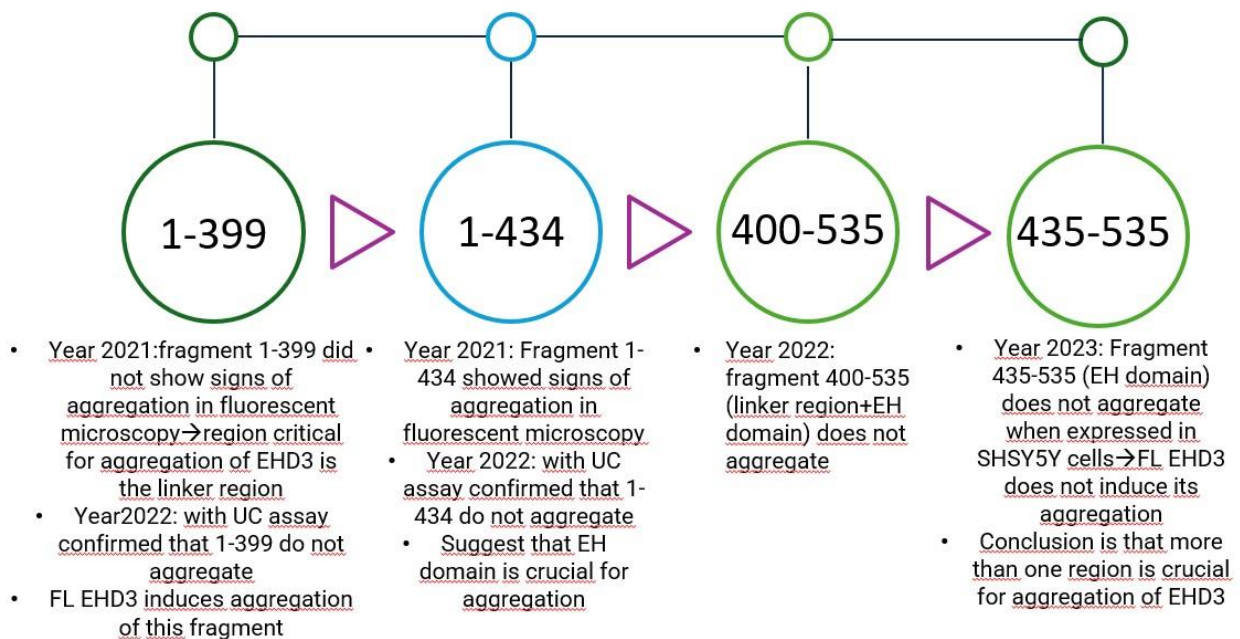 1-399
1-434
400-535
435-535
• Year 2021:fragment 1-399 did
not show signs of
aggregation in fluorescent
microscopy→region critical
for aggregation of EHD3 is
the linker region
• Year2022: with UC assay
confirmed that 1-399 do not
aggregate
• FL EHD3 induces aggregation
of this fragment
• Year 2021: Fragment 1-
434 showed signs of
aggregation in
fluorescent microscopy
• Year 2022: with UC
assay confirmed that 1-
434 do not aggregate
• Suggest that EH
domain is crucial for
aggregation
• Year 2022:
fragment 400-535
(linker region+EH
domain) does not
aggregate
• Year 2023: Fragment
435-535 (EH domain)
does not aggregate
when expressed in
SHSY5Y cells→FL EHD3
does not induce its
aggregation
• Conclusion is that more
than one region is crucial
for aggregation of EHD3